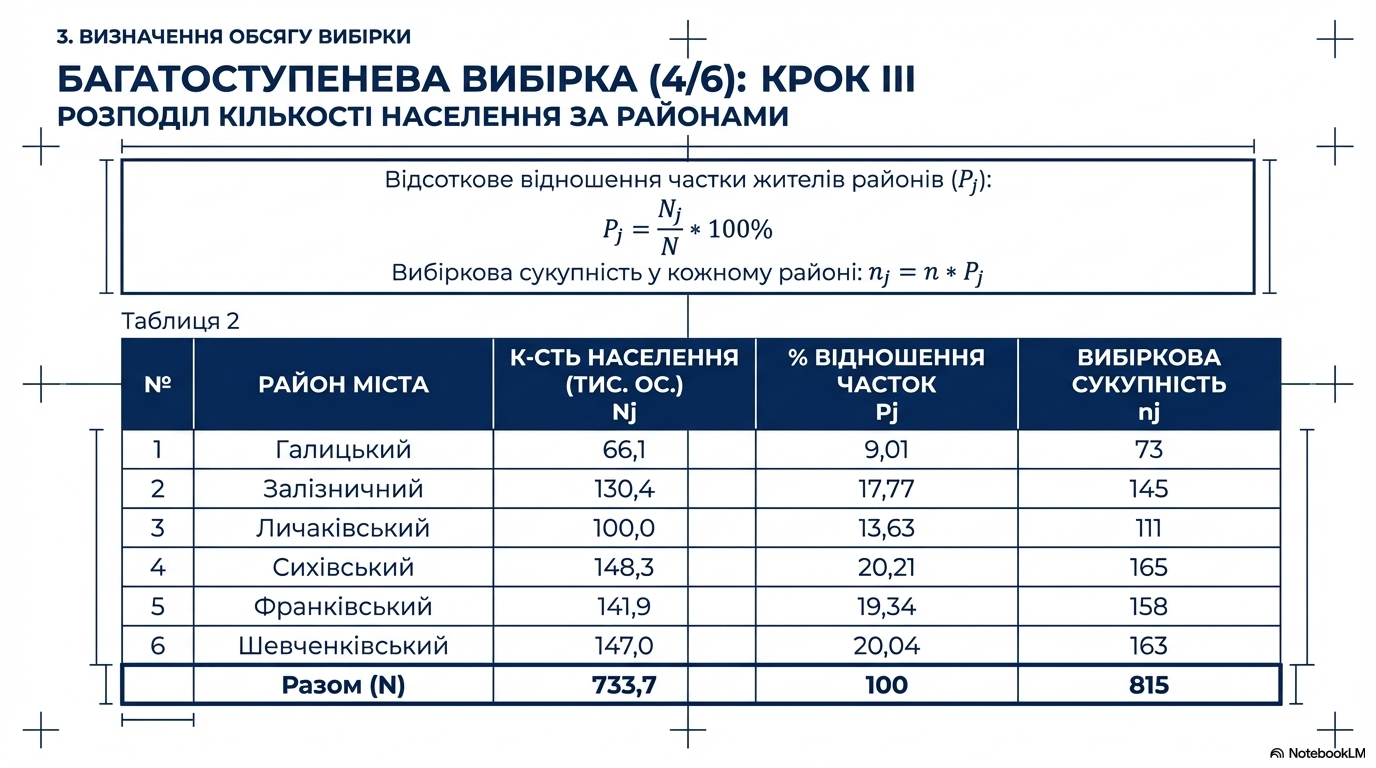 3. ВИЗНАЧЕННЯ ОБСЯГУ ВИБІРКИ
БАГАТОСТУПЕНЕВА ВИБІРКА (4/6): КРОК III
РОЗПОДІЛ КІЛЬКОСТІ НАСЕЛЕННЯ ЗА РАЙОНАМИ
Відсоткове відношення частки жителів районів (Pj):
Pj = Nj/N * 100%
Вибіркова сукупність у кожному районі: nj = n * Pj
Таблиця 2
№ РАЙОН МІСТА К-СТЬ НАСЕЛЕННЯ (ТИС. ОС.) Nj % ВІДНОШЕННЯ ЧАСТОК Pj ВИБІРКОВА СУКУПНІСТЬ nj
1 Галицький 66,1 9,01 73
2 Залізничний 130,4 17,77 145
3 Личаківський 100,0 13,63 111
4 Сихівський 148,3 20,21 165
5 Франківський 141,9 19,34 158
6 Шевченківський 147,0 20,04 163
Разом (N) 733,7 100 815
NotebookLM